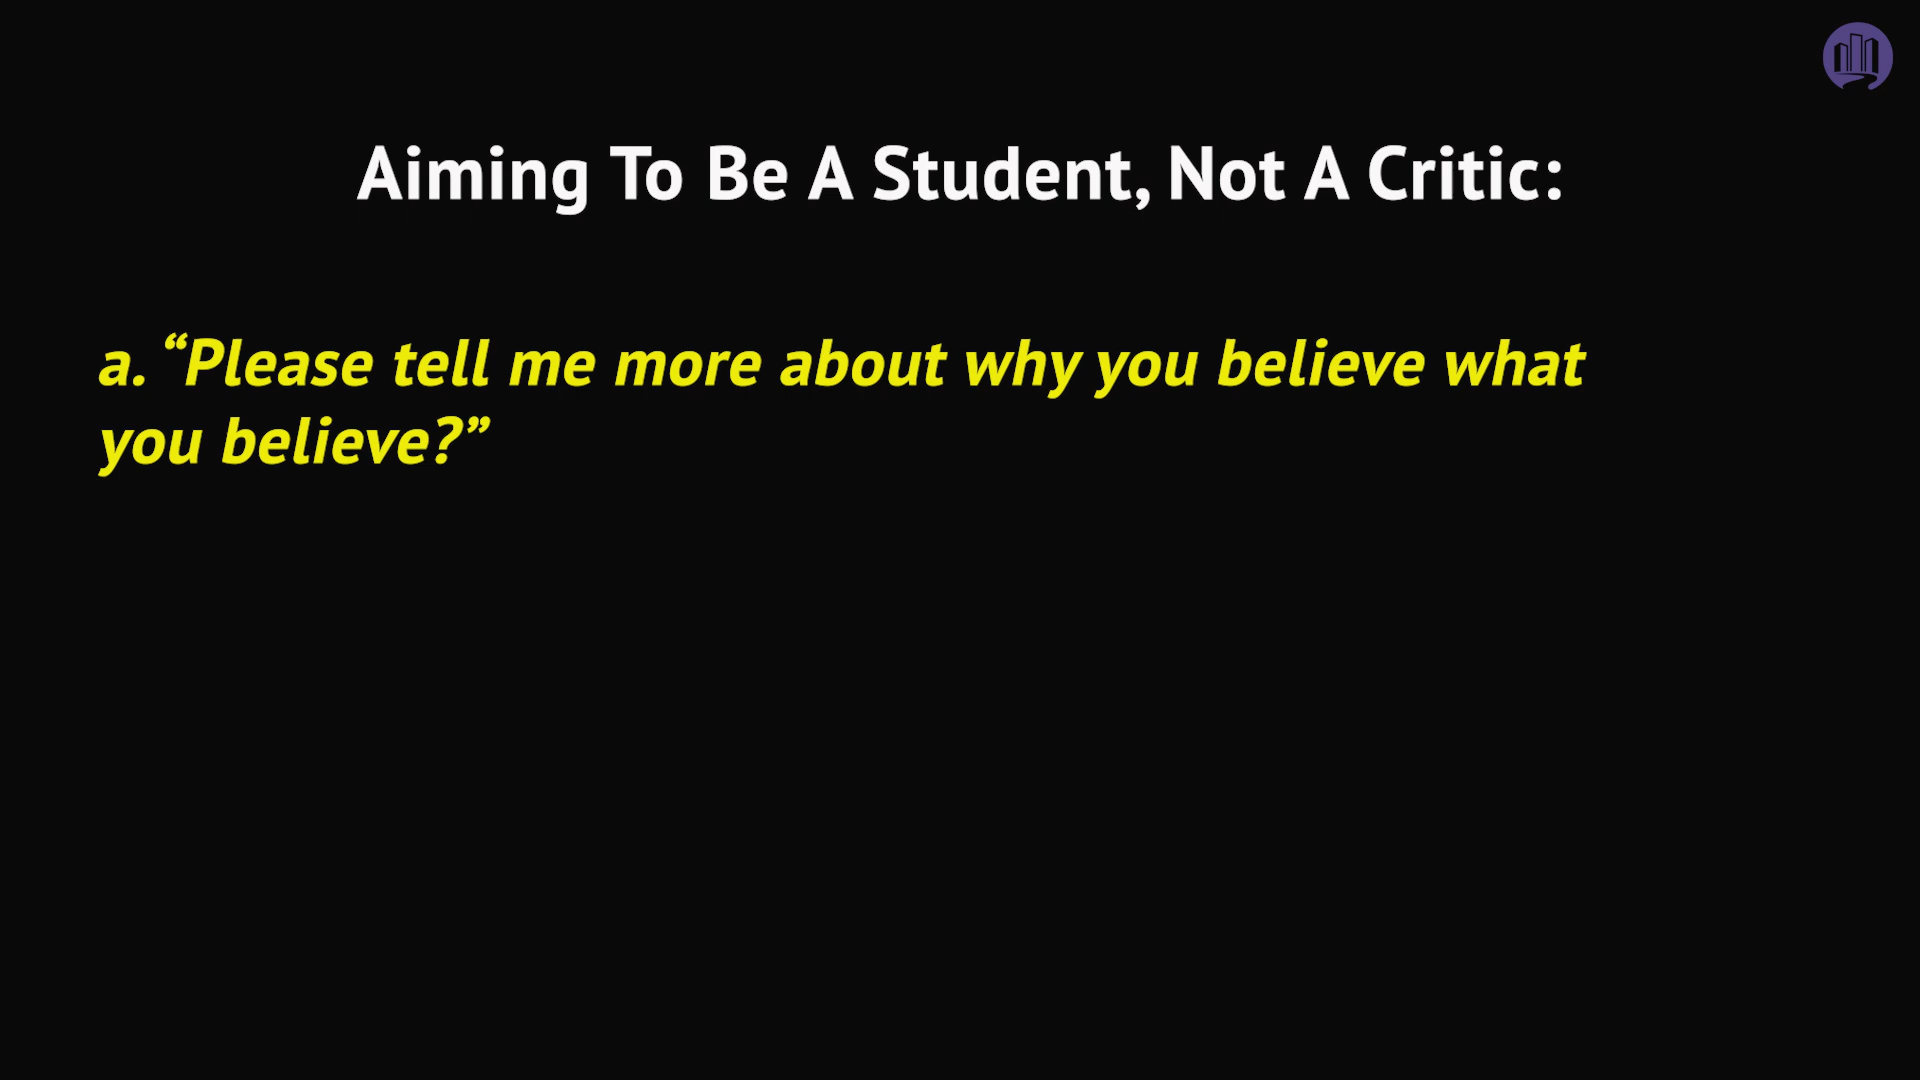 Aiming To Be A Student, Not A Critic:
a. “Please tell me more about why you believe what
you believe?”